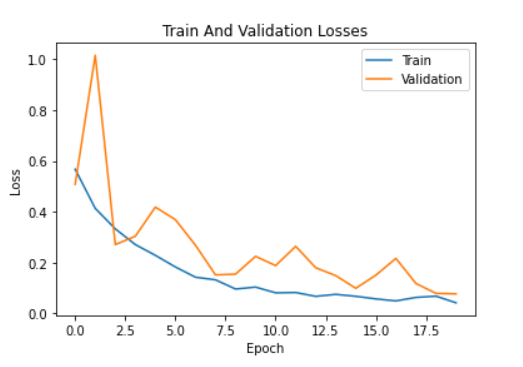 Train And Validation Losses
Train
Validation
1.0
0.8
0.6
0.4
0.2
0.0
Loss
0.0 2.5 5.0 7.5 10.0 12.5 15.0 17.5
Epoch